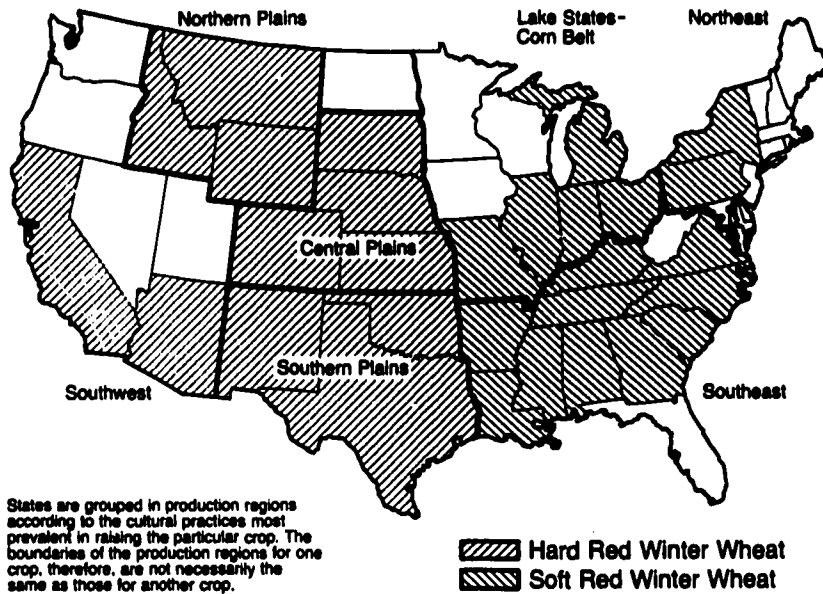 Northern Plains
Lake States-
Corn Belt
Northeast
Central Plains
Southern Plains
Southwest
Southeast
States are grouped in production regions
according to the cultural practices most
prevalent in raising the particular crop. The
boundaries of the production regions for one
crop, therefore, are not necessarily the
same as those for another crop.
Hard Red Winter Wheat
Soft Red Winter Wheat